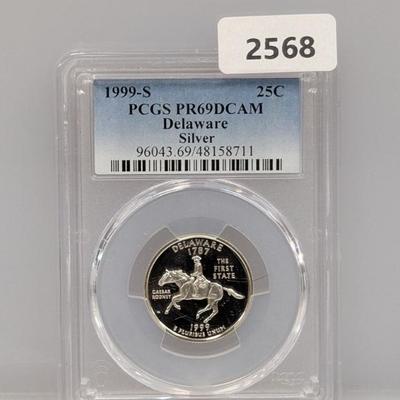 2568
1999-S 25C
PCGS PR69DCAM
Delaware
Silver
96043.69/48158711
DELAWARE
1787
THE
FIRST
STATE
CAESAR
RODNEY
1999
E PLURIBUS UNUM